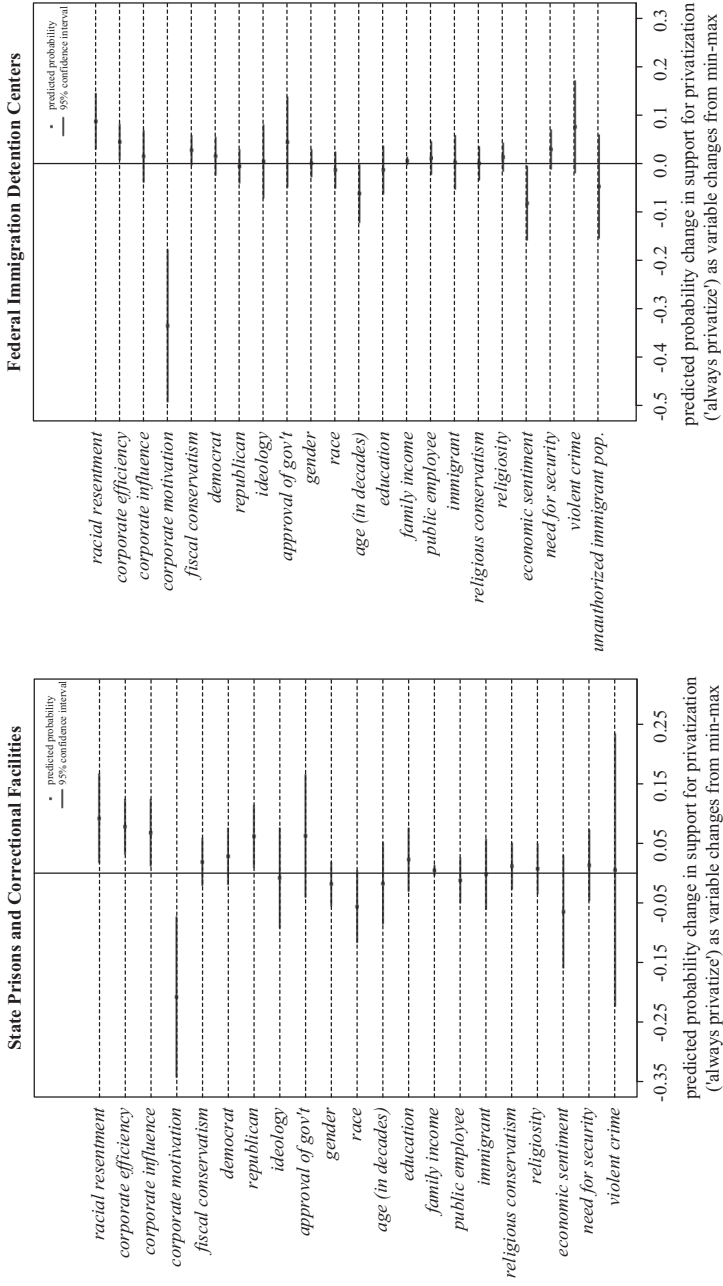 State Prisons and Correctional Facilities
predicted probability
95% confidence interval
racial resentment
corporate efficiency
corporate influence
corporate motivation
fiscal conservatism
democrat
republican
ideology
approval of gov't
gender
race
age (in decades)
education
family income
public employee
immigrant
religious conservatism
religiosity
economic sentiment
need for security
violent crime
-0.35 -0.25 -0.15 -0.05 0.05 0.15 0.25
predicted probability change in support for privatization
('always privatize') as variable changes from min-max
Federal Immigration Detention Centers
predicted probability
95% confidence interval
racial resentment
corporate efficiency
corporate influence
corporate motivation
fiscal conservatism
democrat
republican
ideology
approval of gov't
gender
race
age (in decades)
education
family income
public employee
immigrant
religious conservatism
religiosity
economic sentiment
need for security
violent crime
unauthorized immigrant pop.
-0.5 -0.4 -0.3 -0.2 -0.1 0.0 0.1 0.2 0.3
predicted probability change in support for privatization
('always privatize') as variable changes from min-max